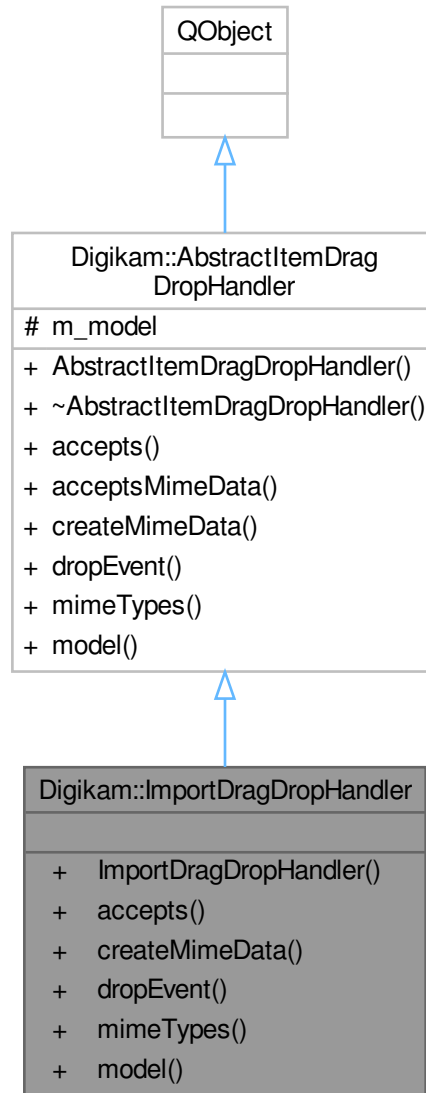 QObject
Digikam::AbstractItemDrag
DropHandler
# m_model
+ AbstractItemDragDropHandler()
+ ~AbstractItemDragDropHandler()
+ accepts()
+ acceptsMimeData()
+ createMimeData()
+ dropEvent()
+ mimeTypes()
+ model()
Digikam::ImportDragDropHandler
+ ImportDragDropHandler()
+ accepts()
+ createMimeData()
+ dropEvent()
+ mimeTypes()
+ model()